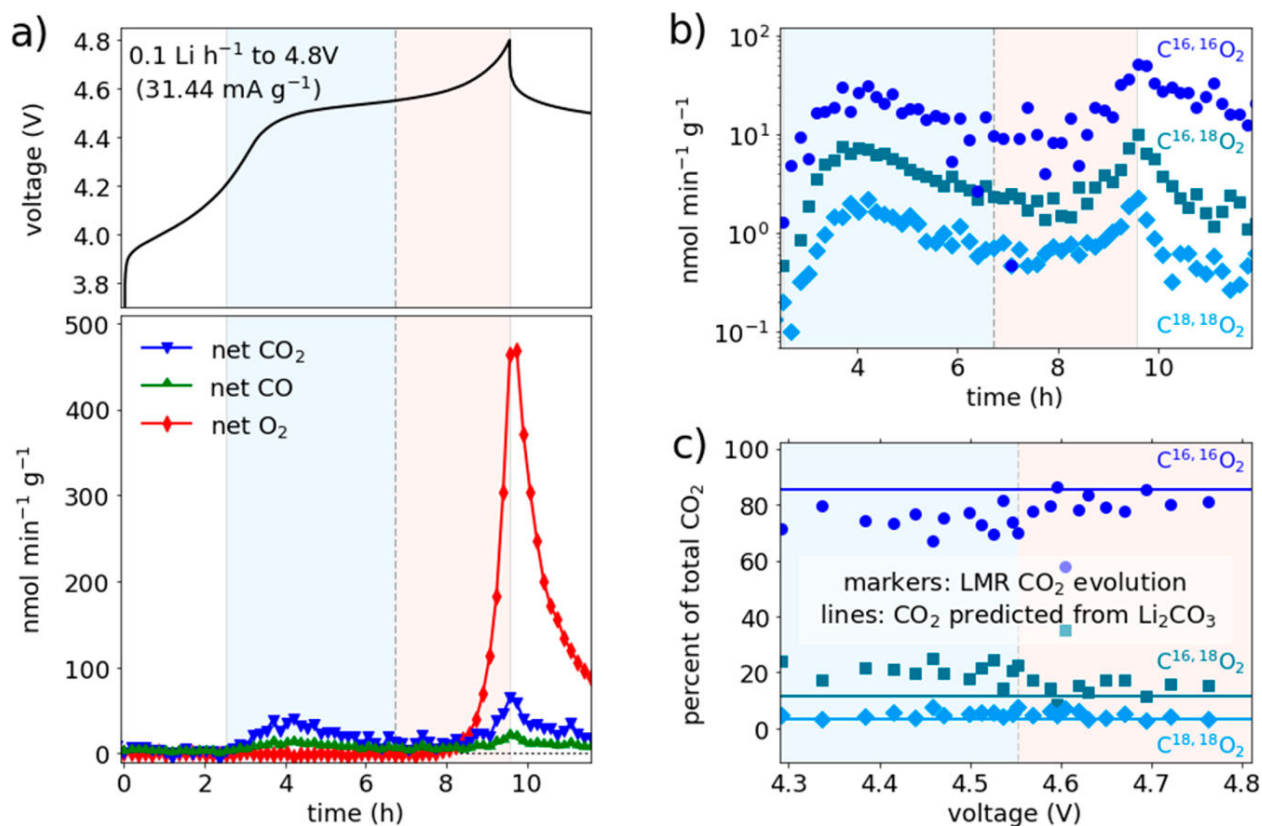 a)
0.1 Li h⁻¹ to 4.8V
(31.44 mA g⁻¹)
voltage (V)
4.8
4.6
4.4
4.2
4.0
3.8
net CO₂
net CO
net O₂
nmol min⁻¹ g⁻¹
500
400
300
200
100
0
0 2 4 6 8 10
time (h)
b)
nmol min⁻¹ g⁻¹
10²
10¹
10⁰
10⁻¹
C¹⁶,¹⁶O₂
C¹⁶,¹⁸O₂
C¹⁸,¹⁸O₂
4 6 8 10
time (h)
c)
percent of total CO₂
100
80
60
40
20
0
C¹⁶,¹⁶O₂
markers: LMR CO₂ evolution
lines: CO₂ predicted from Li₂CO₃
C¹⁶,¹⁸O₂
C¹⁸,¹⁸O₂
4.3 4.4 4.5 4.6 4.7 4.8
voltage (V)